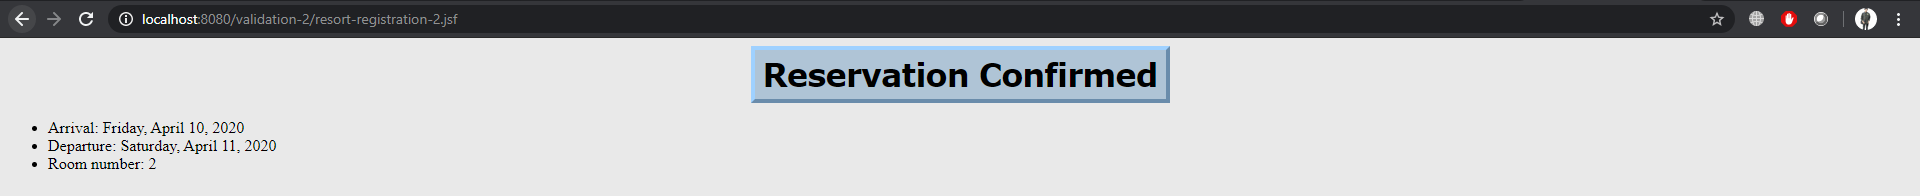 localhost:8080/validation-2/resort-registration-2.jsf
Reservation Confirmed
Arrival: Friday, April 10, 2020
Departure: Saturday, April 11, 2020
Room number: 2